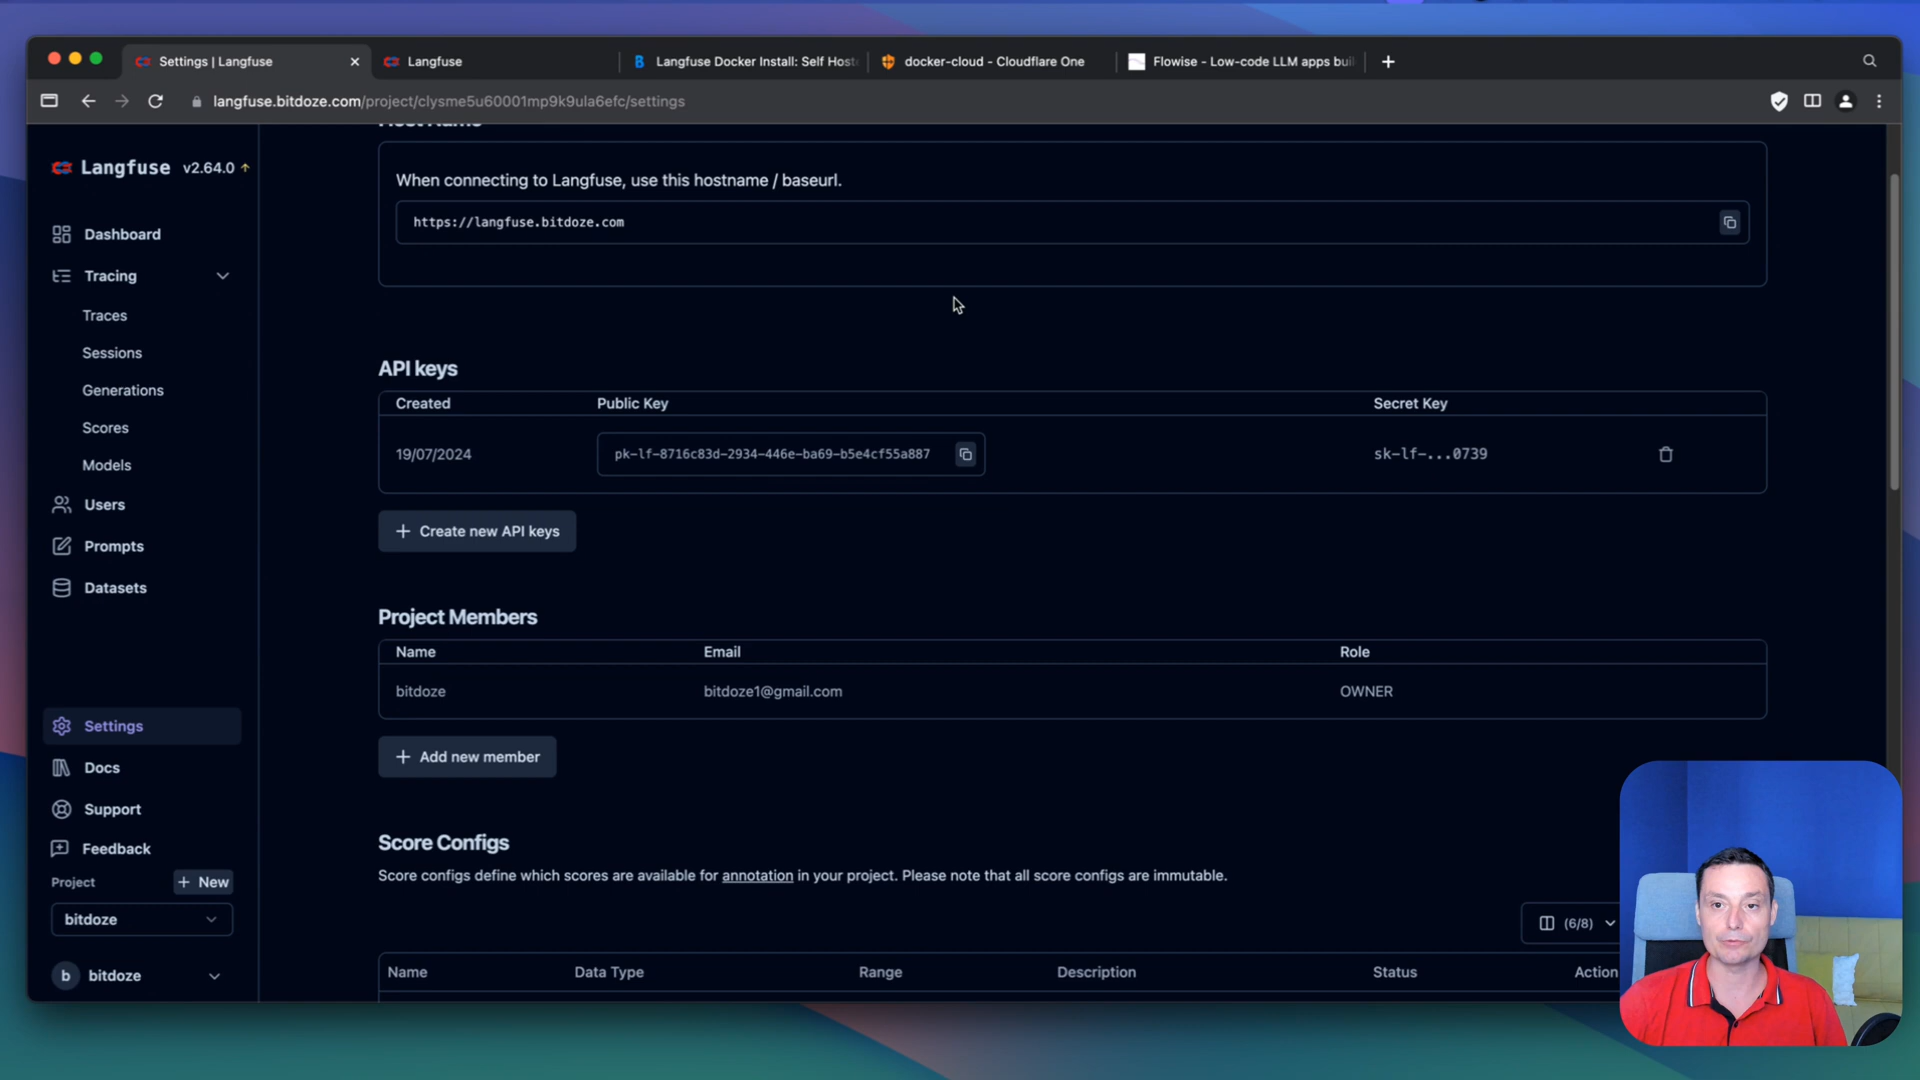 Settings | Langfuse
Langfuse
Langfuse Docker Install: Self Host
docker-cloud - Cloudflare One
Flowise - Low-code LLM apps bui
langfuse.bitdoze.com/project/clysme5u60001mp9k9ula6efc/settings
Langfuse v2.64.0
Dashboard
Tracing
Traces
Sessions
Generations
Scores
Models
Users
Prompts
Datasets
Settings
Docs
Support
Feedback
Project
New
bitdoze
b bitdoze
Host Name
When connecting to Langfuse, use this hostname / baseurl.
https://langfuse.bitdoze.com
API keys
Created Public Key Secret Key
19/07/2024 pk-lf-8716c83d-2934-446e-ba69-b5e4cf55a887 sk-lf-...0739
+ Create new API keys
Project Members
Name Email Role
bitdoze bitdoze1@gmail.com OWNER
+ Add new member
Score Configs
Score configs define which scores are available for annotation in your project. Please note that all score configs are immutable.
(6/8)
Name Data Type Range Description Status Action